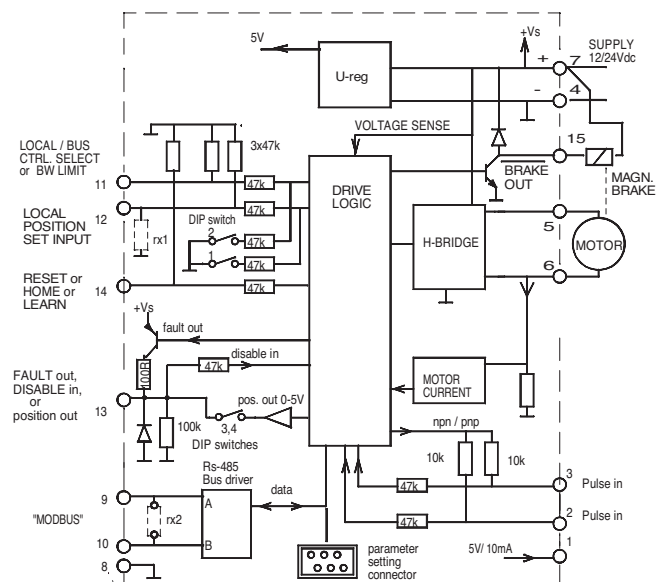 5V
+Vs
+
7
SUPPLY
12/24Vdc
U-reg
-
4
VOLTAGE SENSE
15
LOCAL / BUS
CTRL. SELECT
or BW LIMIT
3x47k
11
47k
DRIVE
LOGIC
BRAKE
OUT
MAGN.
BRAKE
12
47k
LOCAL
POSITION
SET INPUT
rx1
DIP switch
2
47k
1
47k
H-BRIDGE
5
MOTOR
6
RESET or
HOME or
LEARN
14
47k
+Vs
fault out
100R
disable in
47k
FAULT out,
DISABLE in,
or
position out
13
MOTOR
CURRENT
pos. out 0-5V
3,4
DIP switches
100k
npn / pnp
10k
10k
Rs-485
Bus driver
3
Pulse in
47k
9
A
data
"MODBUS"
rx2
2
Pulse in
47k
10
B
8
parameter
setting
connector
5V/ 10mA
1